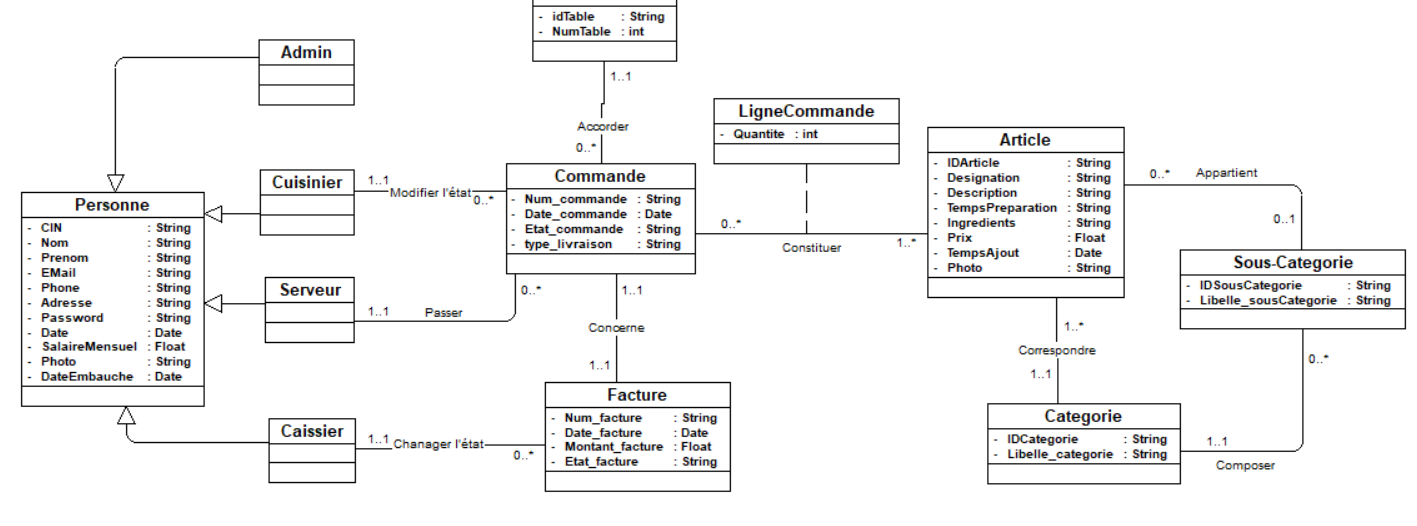 - idTable : String
- NumTable : int
1..1
Accorder
0..*
Admin
Cuisinier
1..1
Modifier l'état
0..*
Personne
- CIN : String
- Nom : String
- Prenom : String
- EMail : String
- Phone : String
- Adresse : String
- Password : String
- Date : Date
- SalaireMensuel : Float
- Photo : String
- DateEmbauche : Date
Serveur
1..1
Passer
0..*
Caissier
1..1
Chanager l'état
0..*
Commande
- Num_commande : String
- Date_commande : Date
- Etat_commande : String
- type_livraison : String
1..1
Concerne
1..1
Facture
- Num_facture : String
- Date_facture : Date
- Montant_facture : Float
- Etat_facture : String
LigneCommande
- Quantite : int
0..*
Constituer
1..*
Article
- IDArticle : String
- Designation : String
- Description : String
- TempsPreparation : String
- Ingredients : String
- Prix : Float
- TempsAjout : Date
- Photo : String
0..*
Appartient
0..1
Sous-Categorie
- IDSousCategorie : String
- Libelle_sousCategorie : String
1..*
Correspondre
1..1
Categorie
- IDCategorie : String
- Libelle_categorie : String
0..*
1..1
Composer